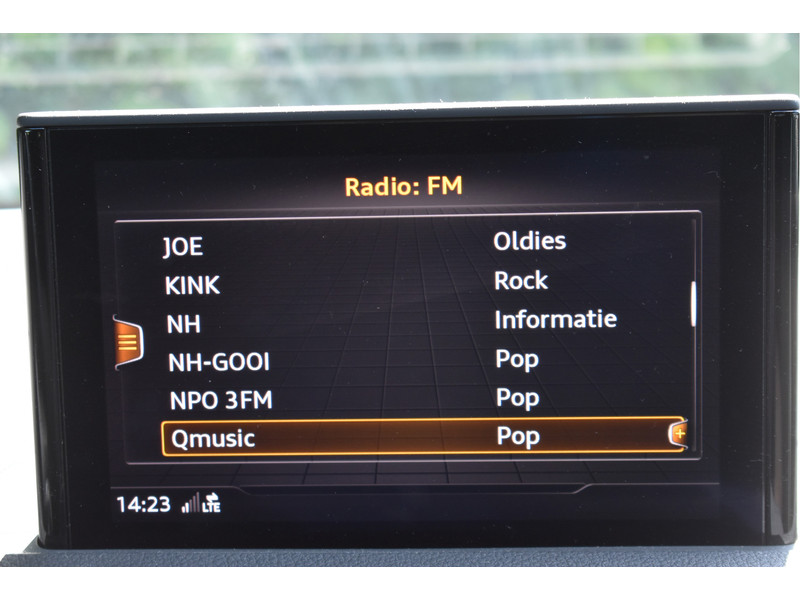 Radio: FM
JOE Oldies
KINK Rock
NH Informatie
NH-GOOI Pop
NPO 3FM Pop
Qmusic Pop
14:23 LTE